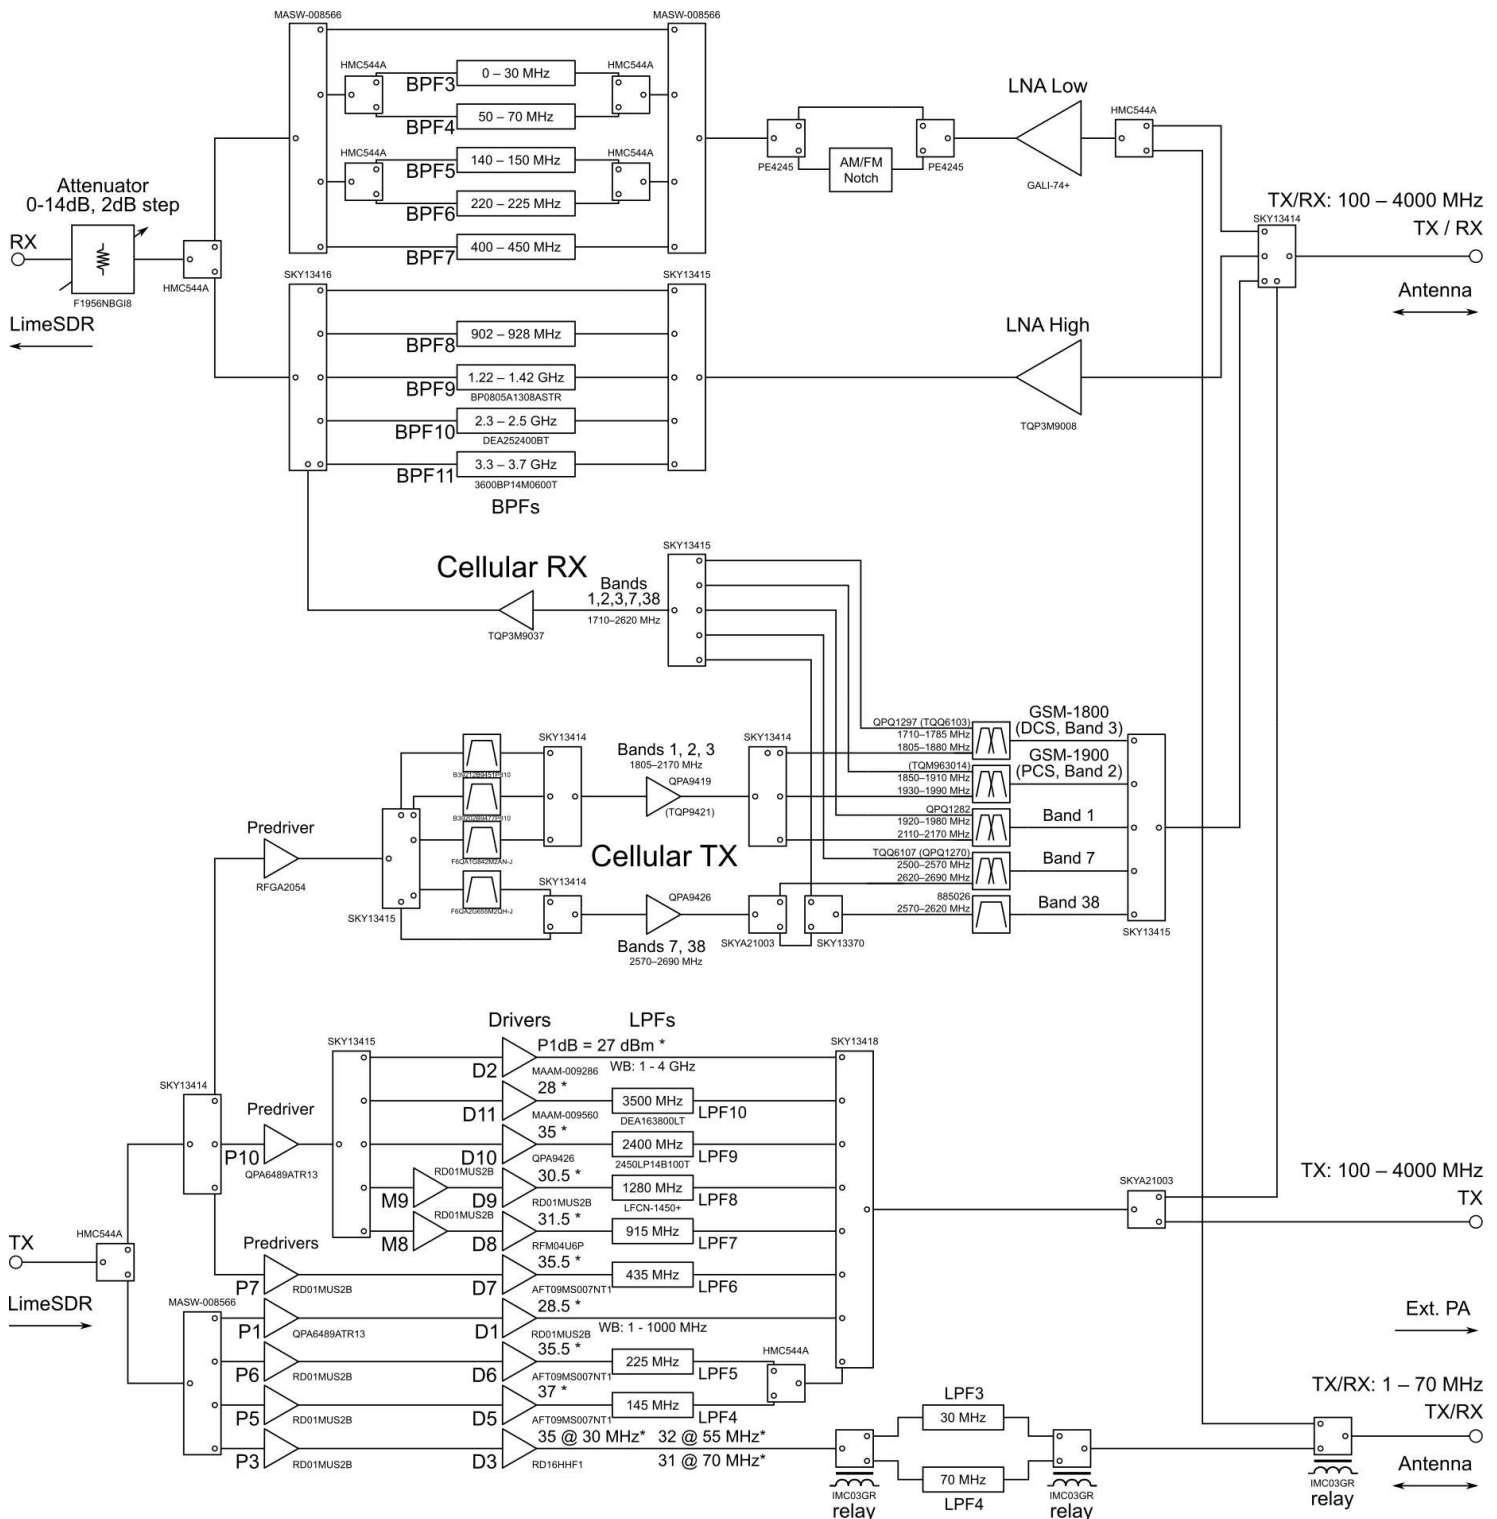 MASW-008566
MASW-008566
HMC544A
0 – 30 MHz
HMC544A
BPF3
50 – 70 MHz
BPF4
HMC544A
140 – 150 MHz
HMC544A
BPF5
220 – 225 MHz
BPF6
400 – 450 MHz
BPF7
LNA Low
HMC544A
PE4245
AM/FM
Notch
PE4245
GALI-74+
Attenuator
0-14dB, 2dB step
RX
F1956NBGI8
HMC544A
LimeSDR
TX/RX: 100 – 4000 MHz
SKY13414
TX / RX
Antenna
SKY13416
SKY13415
902 – 928 MHz
BPF8
1.22 – 1.42 GHz
BPF9
BP0805A1308ASTR
2.3 – 2.5 GHz
BPF10
DEA252400BT
3.3 – 3.7 GHz
BPF11
3600BP14M0600T
BPFs
LNA High
TQP3M9008
SKY13415
Cellular RX
Bands
1,2,3,7,38
1710–2620 MHz
TQP3M9037
QPQ1297 (TQQ6103)
1710–1785 MHz
1805–1880 MHz
GSM-1800
(DCS, Band 3)
(TQM963014)
1850–1910 MHz
1930–1990 MHz
GSM-1900
(PCS, Band 2)
QPQ1282
1920–1980 MHz
2110–2170 MHz
Band 1
TQQ6107 (QPQ1270)
2500–2570 MHz
2620–2690 MHz
Band 7
885026
2570–2620 MHz
Band 38
SKY13415
SKY13414
Bands 1, 2, 3
1805–2170 MHz
SKY13414
QPA9419
(TQP9421)
Predriver
RFGA2054
F6QA1G842M2AN-J
Cellular TX
SKY13414
F6QA2G655M2QH-J
SKY13415
QPA9426
Bands 7, 38
2570–2690 MHz
SKYA21003
SKY13370
Drivers
LPFs
SKY13415
SKY13418
P1dB = 27 dBm *
D2
MAAM-009286
WB: 1 - 4 GHz
28 *
D11
MAAM-009560
3500 MHz
LPF10
DEA163800LT
35 *
D10
QPA9426
2400 MHz
LPF9
2450LP14B100T
SKY13414
Predriver
P10
QPA6489ATR13
RD01MUS2B
M9
30.5 *
D9
RD01MUS2B
1280 MHz
LPF8
LFCN-1450+
RD01MUS2B
M8
31.5 *
D8
RFM04U6P
915 MHz
LPF7
TX
HMC544A
LimeSDR
Predrivers
P7
RD01MUS2B
35.5 *
D7
AFT09MS007NT1
435 MHz
LPF6
MASW-008566
P1
QPA6489ATR13
28.5 *
D1
RD01MUS2B
WB: 1 - 1000 MHz
P6
RD01MUS2B
35.5 *
D6
AFT09MS007NT1
225 MHz
LPF5
HMC544A
P5
RD01MUS2B
37 *
D5
AFT09MS007NT1
145 MHz
LPF4
P3
RD01MUS2B
35 @ 30 MHz*
32 @ 55 MHz*
31 @ 70 MHz*
D3
RD16HHF1
SKYA21003
TX: 100 – 4000 MHz
TX
Ext. PA
TX/RX: 1 – 70 MHz
TX/RX
Antenna
LPF3
30 MHz
70 MHz
LPF4
IMC03GR
relay
IMC03GR
relay
IMC03GR
relay